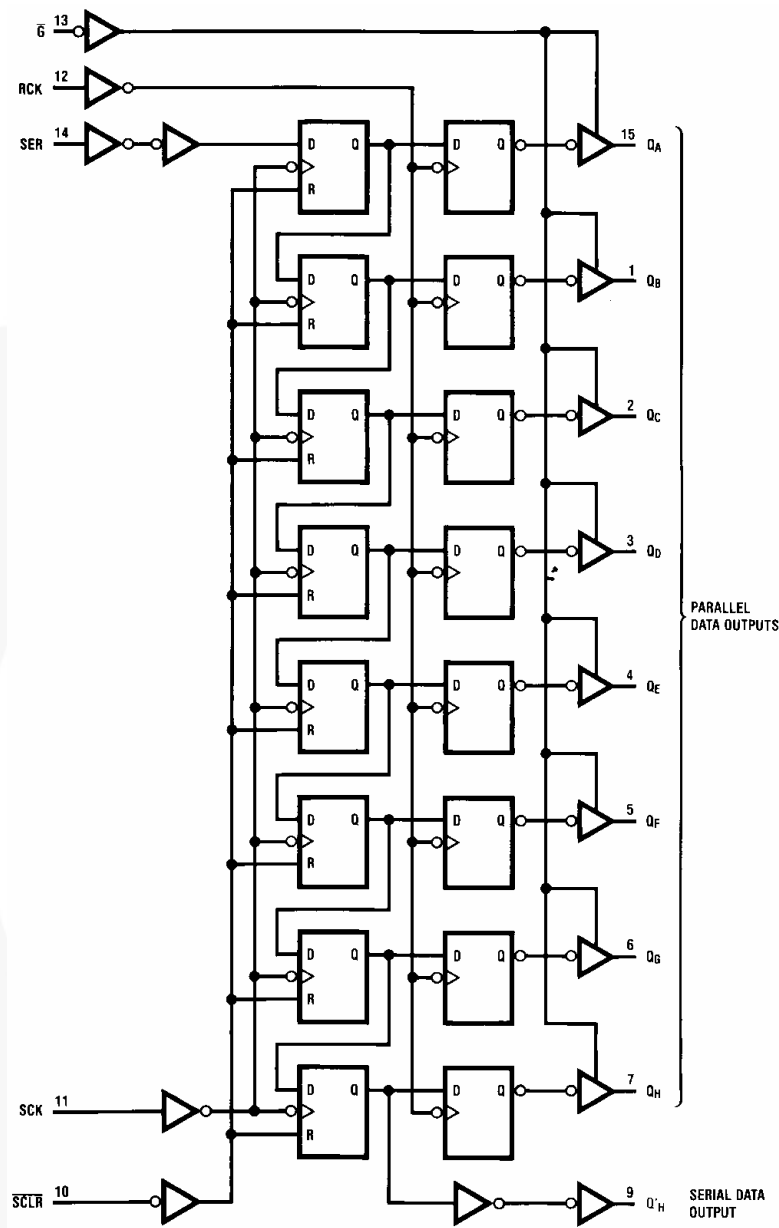 G̅ 13
RCK 12
SER 14
D Q
R
D Q
15 QA
D Q
R
D Q
1 QB
D Q
R
D Q
2 QC
D Q
R
D Q
3 QD
D Q
R
D Q
4 QE
D Q
R
D Q
5 QF
D Q
R
D Q
6 QG
D Q
R
D Q
7 QH
PARALLEL
DATA OUTPUTS
SCK 11
S̅C̅L̅R̅ 10
9 Q'H
SERIAL DATA
OUTPUT